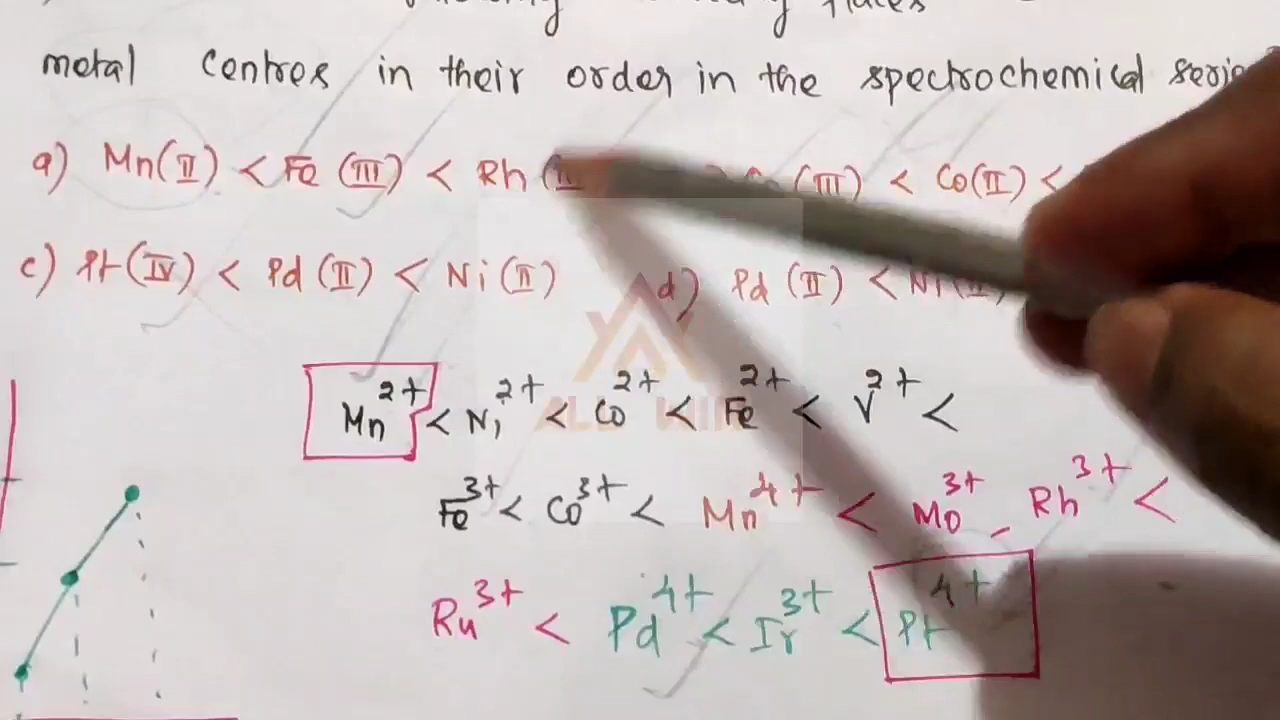 metal centres in their order in the spectrochemical
a) Mn(II) < Fe(III) < Rh (III) < Co(II) <
c) Pt(IV) < Pd(II) < Ni(II) d) Pd(II) < Ni(II)
Mn²⁺ < Ni²⁺ < Co²⁺ < Fe²⁺ < V²⁺ <
Fe³⁺ < Co³⁺ < Mn⁴⁺ < Mo³⁺ Rh³⁺ <
Ru³⁺ < Pd⁴⁺ < Ir³⁺ < Pt⁴⁺